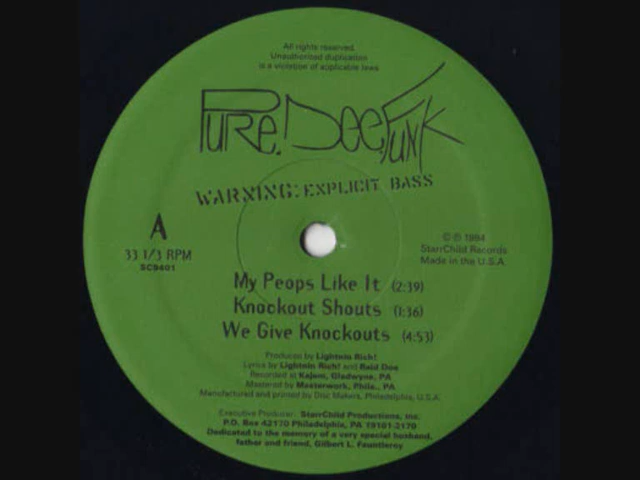 All rights reserved.
Unauthorized duplication
is a violation of applicable laws
PURE. DEE. FUNK
WARNING: EXPLICIT BASS
A
33 1/3 RPM
SC9401
© ℗ 1994
StarrChild Records
Made in the U.S.A.
My Peops Like It (2:39)
Knockout Shouts (1:36)
We Give Knockouts (4:53)
Produced by Lightnin Rich!
Lyrics by Lightnin Rich! and Raid Dee
Recorded at Kajem, Gladwyne, PA
Mastered by Masterwork, Phila., PA
Manufactured and printed by Disc Makers, Philadelphia, U.S.A.
Executive Producer: StarrChild Productions, Inc.
P.O. Box 42170 Philadelphia, PA 19101-2170
Dedicated to the memory of a very special husband,
father and friend, Gilbert L. Fauntleroy